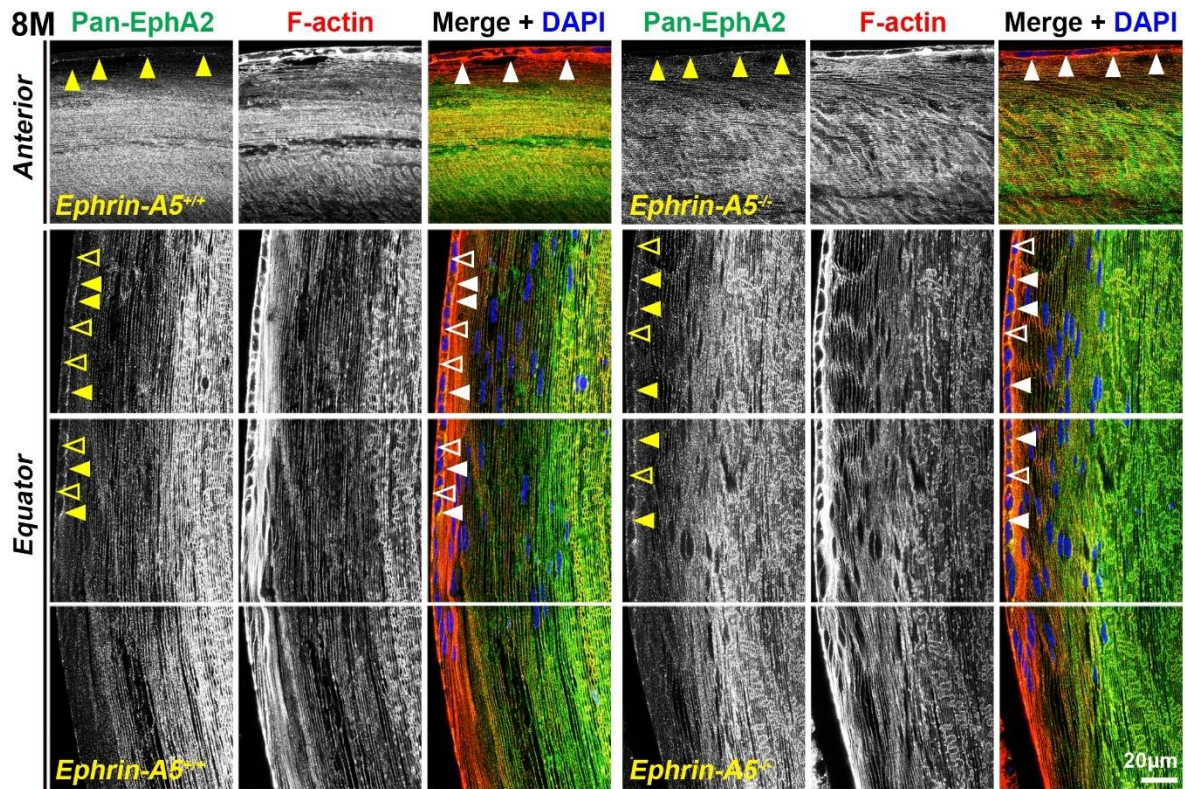 8M Pan-EphA2 F-actin Merge + DAPI Pan-EphA2 F-actin Merge + DAPI
Anterior
Ephrin-A5+/+ Ephrin-A5-/-
Equator
Ephrin-A5+/+ Ephrin-A5-/-
20µm